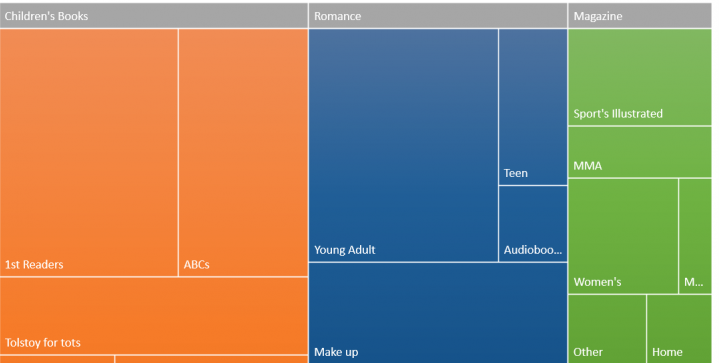 Children's Books
Romance
Magazine
1st Readers
ABCs
Tolstoy for tots
Young Adult
Teen
Audioboo...
Make up
Sport's Illustrated
MMA
Women's
M...
Other
Home